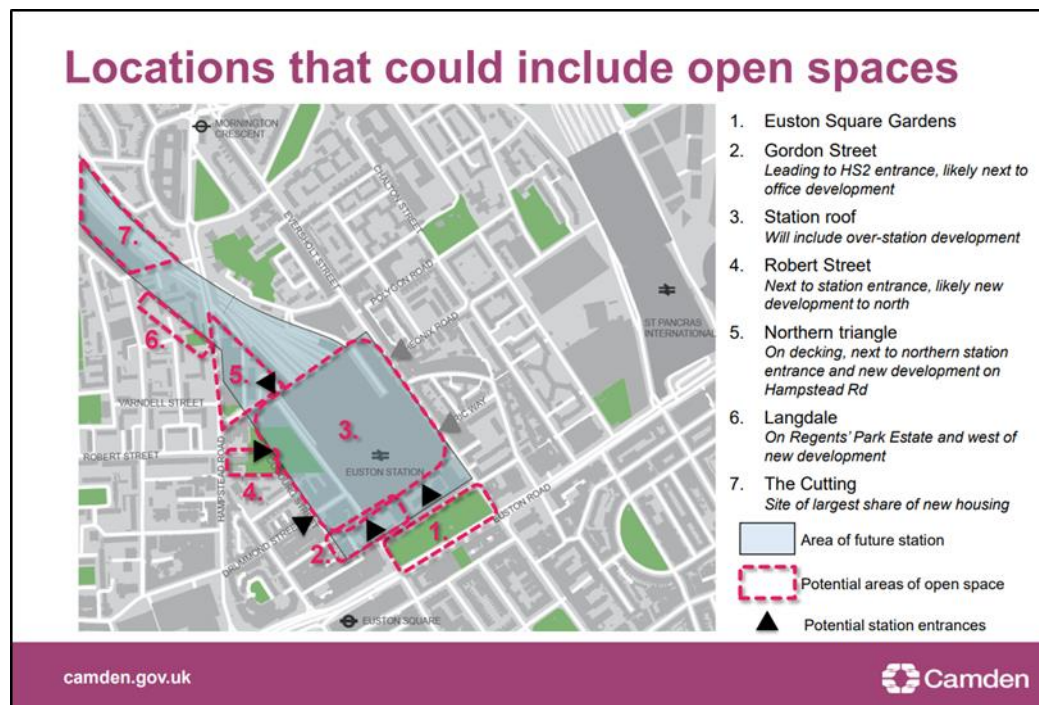 Locations that could include open spaces
MORNINGTON
CRESCENT
CHALTON STREET
EVERSHOLT STREET
POLYGON ROAD
ST PANCRAS
INTERNATIONAL
7.
6.
5.
3.
VARNDELL STREET
ROBERT STREET
HAMPSTEAD ROAD
4.
EUSTON STATION
DRUMMOND STREET
2.
1.
EUSTON ROAD
EUSTON SQUARE
1. Euston Square Gardens
2. Gordon Street
Leading to HS2 entrance, likely next to
office development
3. Station roof
Will include over-station development
4. Robert Street
Next to station entrance, likely new
development to north
5. Northern triangle
On decking, next to northern station
entrance and new development on
Hampstead Rd
6. Langdale
On Regents' Park Estate and west of
new development
7. The Cutting
Site of largest share of new housing
Area of future station
Potential areas of open space
Potential station entrances
camden.gov.uk
Camden